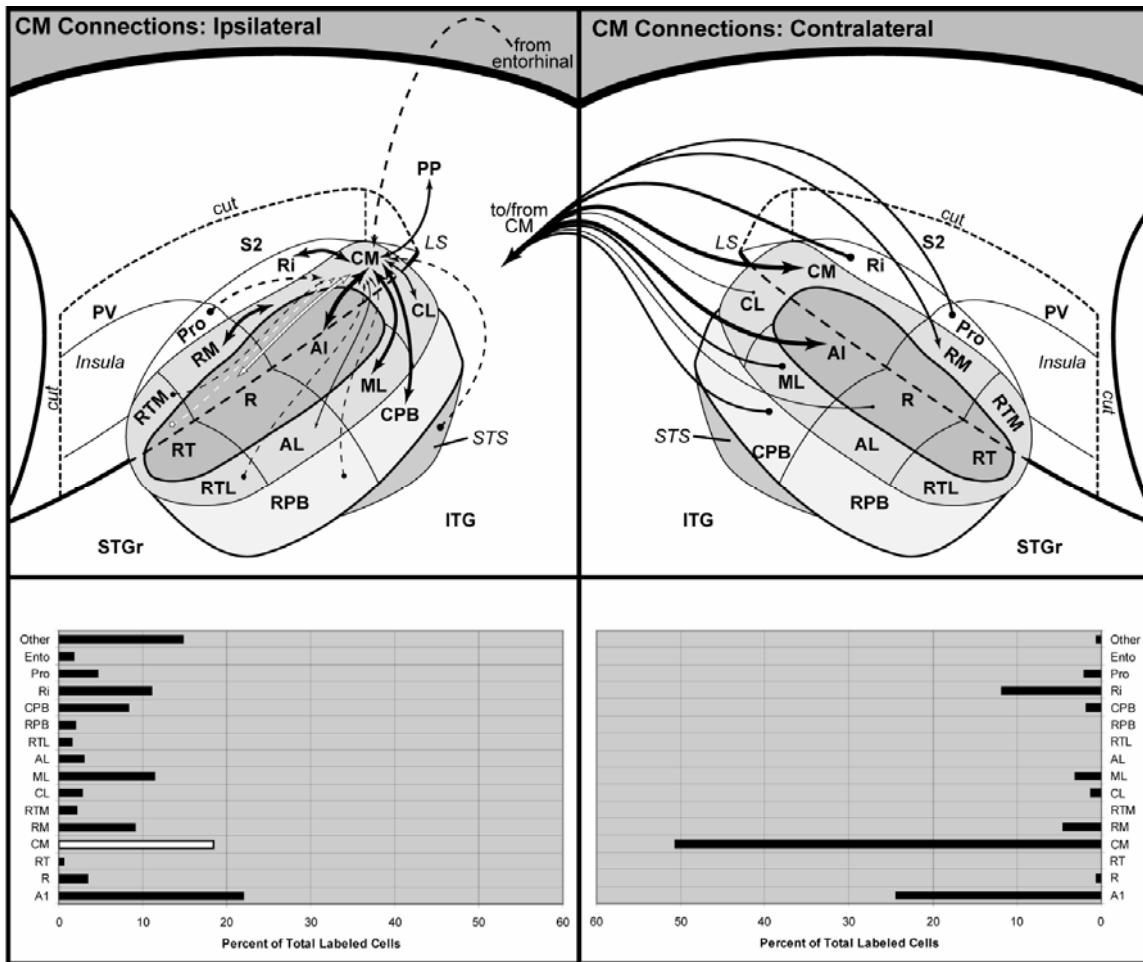 CM Connections: Ipsilateral
from
entorhinal
PP
cut
LS
S2
CM
Ri
CL
PV
Pro
RM
AI
Insula
ML
R
CPB
cut
RTM
RT
AL
STS
RTL
RPB
ITG
STGr
CM Connections: Contralateral
to/from
CM
cut
LS
S2
Ri
CM
CL
PV
Pro
AI
RM
Insula
ML
R
cut
RTM
STS
CPB
AL
RT
RTL
RPB
ITG
STGr
Other
Ento
Pro
Ri
CPB
RPB
RTL
AL
ML
CL
RTM
RM
CM
RT
R
A1
0 10 20 30 40 50 60
Percent of Total Labeled Cells
Other
Ento
Pro
Ri
CPB
RPB
RTL
AL
ML
CL
RTM
RM
CM
RT
R
A1
60 50 40 30 20 10 0
Percent of Total Labeled Cells